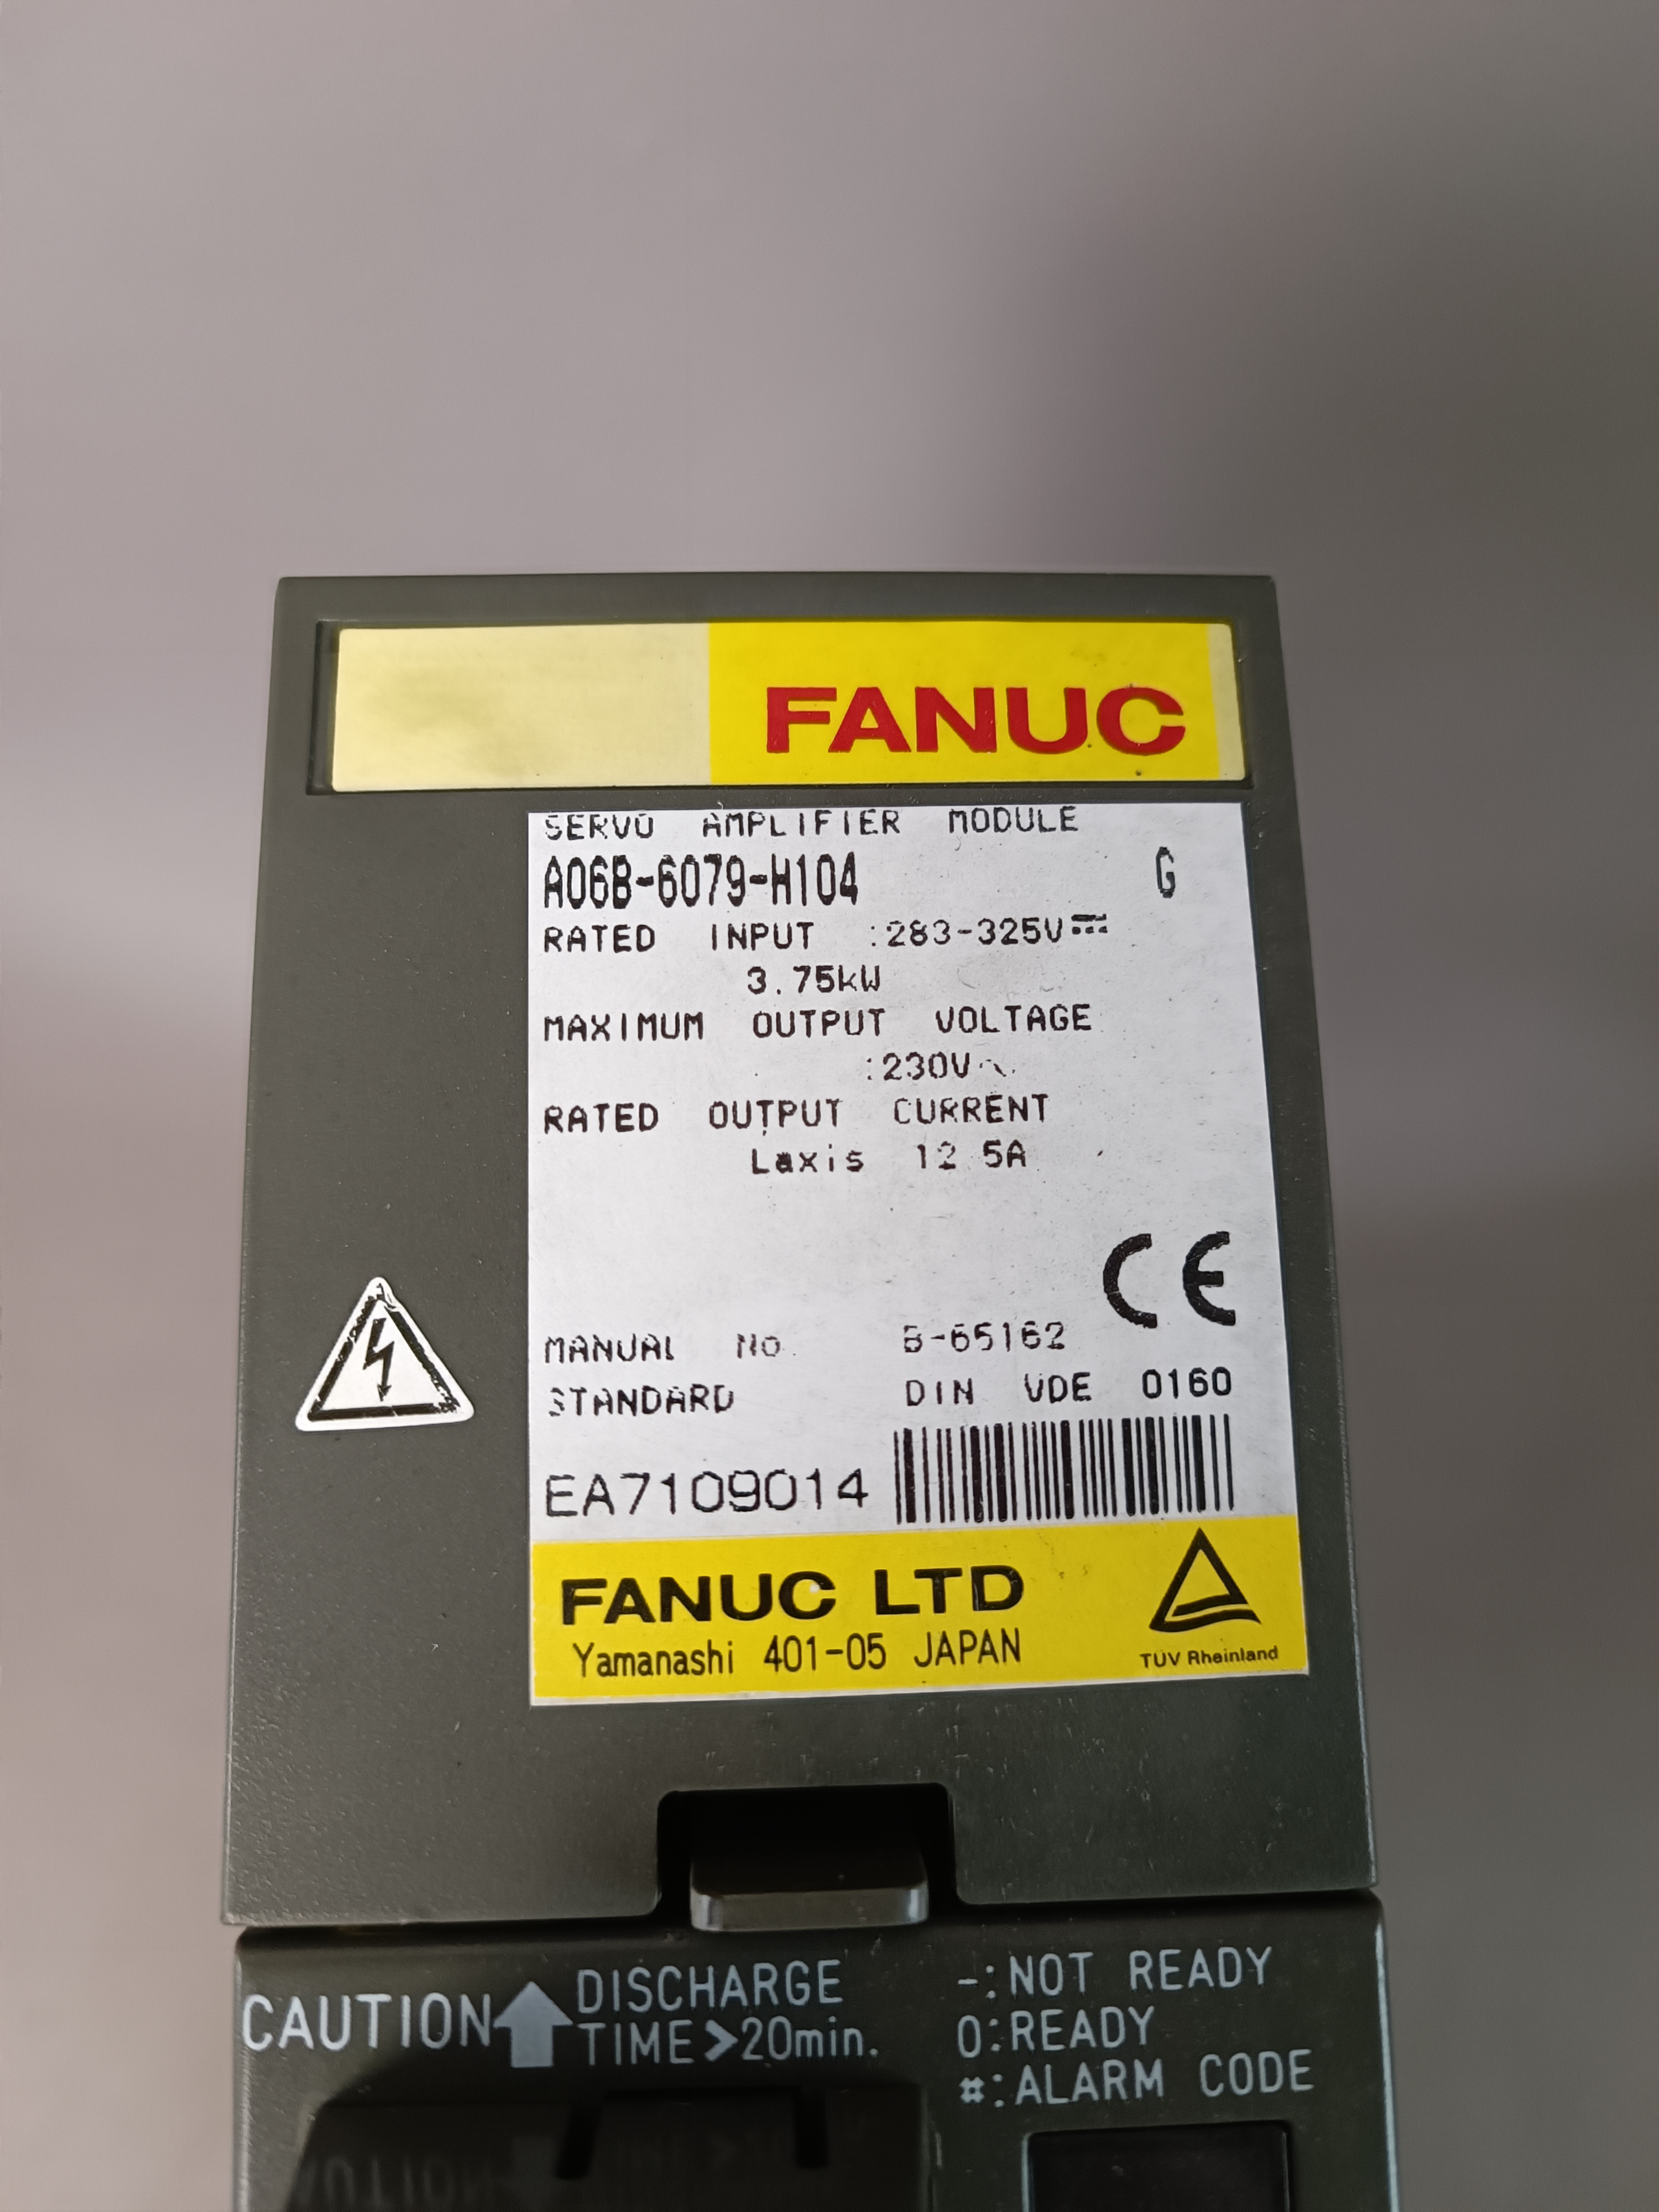 FANUC
SERVO AMPLIFIER MODULE
A06B-6079-H104 G
RATED INPUT :283-325V⎓
3.75kW
MAXIMUM OUTPUT VOLTAGE
:230V~
RATED OUTPUT CURRENT
Laxis 12.5A
CE
MANUAL No. B-65162
STANDARD DIN VDE 0160
EA7109014
FANUC LTD
Yamanashi 401-05 JAPAN
TÜV Rheinland
CAUTION DISCHARGE
TIME>20min.
-:NOT READY
0:READY
#:ALARM CODE